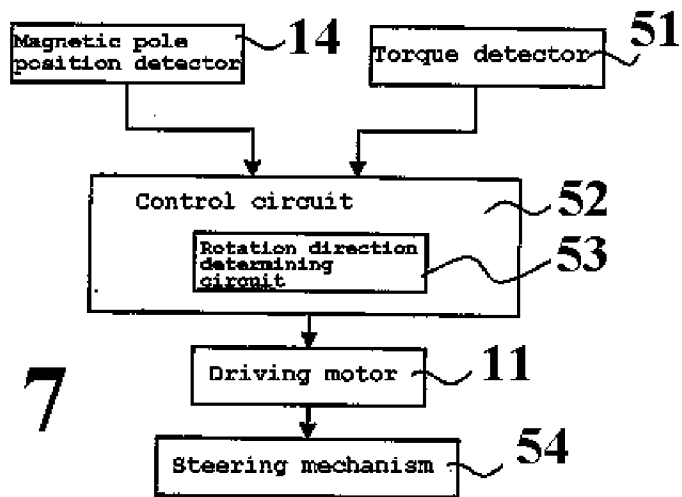 Magnetic pole
position detector
14
Torque detector
51
Control circuit
52
Rotation direction
determining
circuit
53
Driving motor
11
7
Steering mechanism
54